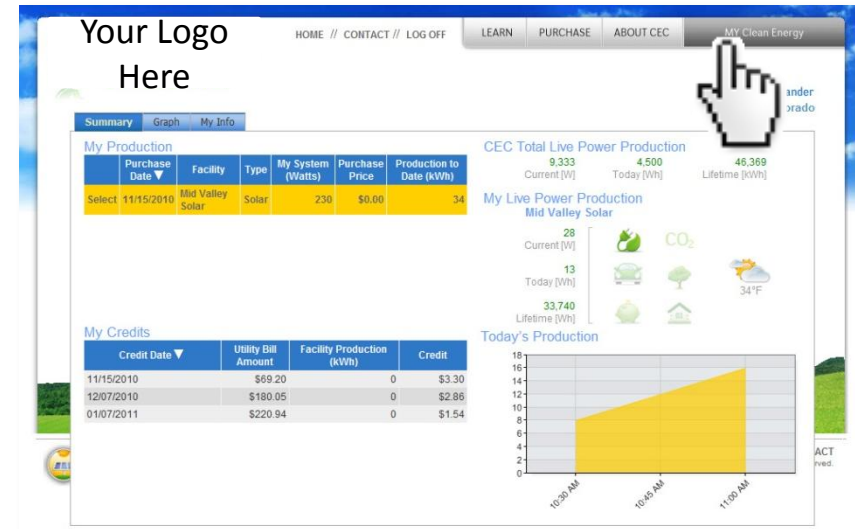 Your Logo
Here
HOME // CONTACT // LOG OFF
LEARN PURCHASE ABOUT CEC MY Clean Energy
ander
orado
Summary Graph My Info
My Production
Purchase Date ▼ Facility Type My System (Watts) Purchase Price Production to Date (kWh)
Select 11/15/2010 Mid Valley Solar Solar 230 $0.00 34
CEC Total Live Power Production
9,333 4,500 46,369
Current [W] Today [Wh] Lifetime [kWh]
My Live Power Production
Mid Valley Solar
28
Current [W]
13
Today [Wh]
33,740
Lifetime [Wh]
CO2
34°F
My Credits
Credit Date ▼ Utility Bill Amount Facility Production (kWh) Credit
11/15/2010 $69.20 0 $3.30
12/07/2010 $180.05 0 $2.86
01/07/2011 $220.94 0 $1.54
Today's Production
18
16
14
12
10
8
6
4
2
0
10:30 AM 10:45 AM 11:00 AM
ACT
rved.